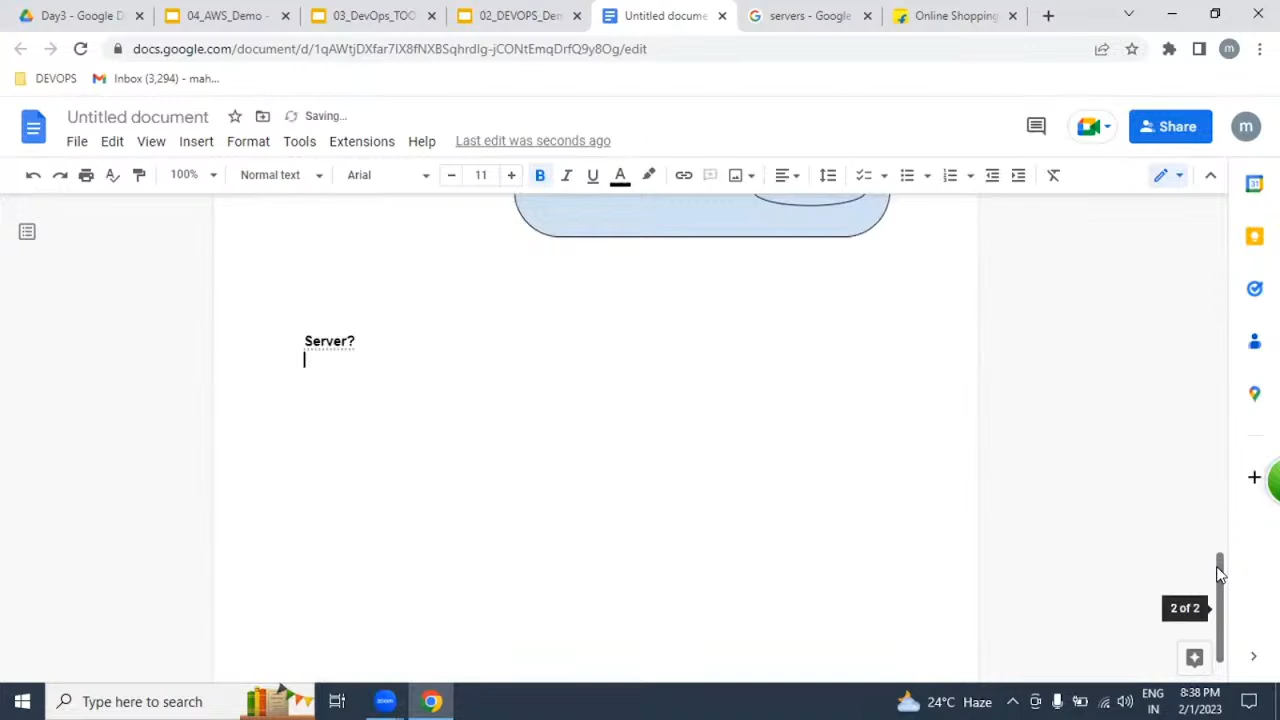 Day3 - Google D
04_AWS_Demo -
03_DevOps_TOO
02_DEVOPS_Dem
Untitled docume
servers - Google
Online Shopping
docs.google.com/document/d/1qAWtjDXfar7IX8fNXBSqhrdIg-jCONtEmqDrfQ9y8Og/edit
m
DEVOPS
Inbox (3,294) - mah...
Untitled document
Saving...
Share
m
File Edit View Insert Format Tools Extensions Help
Last edit was seconds ago
100%
Normal text
Arial
11
B I U A
31
Server?
2 of 2
Type here to search
zoom
24°C Haze
ENG
IN
8:38 PM
2/1/2023